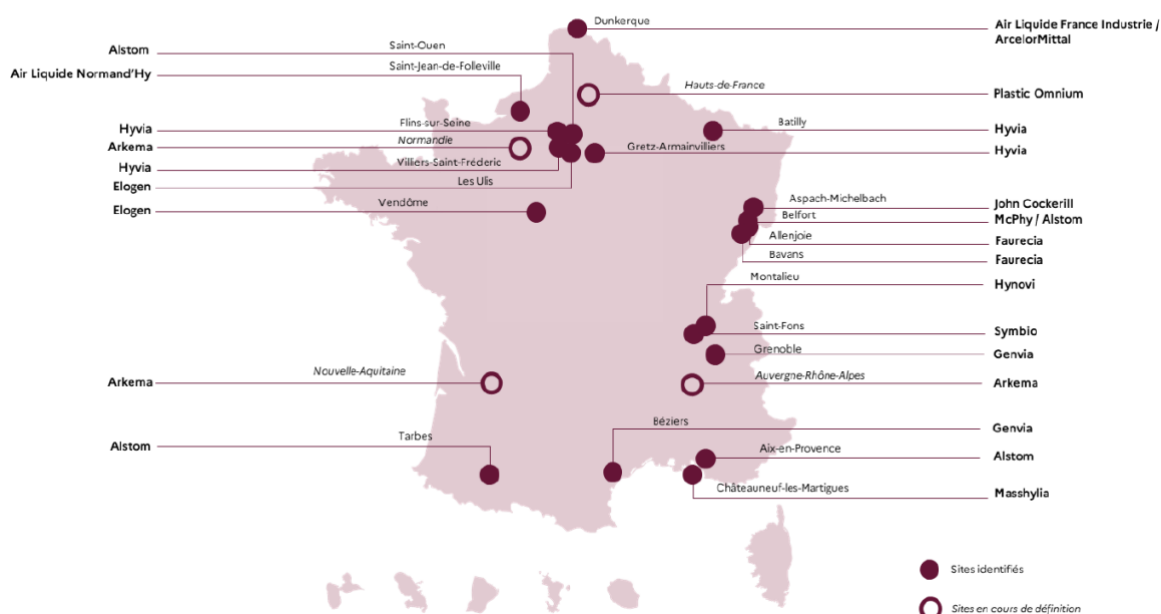 Dunkerque
Air Liquide France Industrie /
ArcelorMittal
Alstom
Saint-Ouen
Air Liquide Normand'Hy
Saint-Jean-de-Folleville
Hauts-de-France
Plastic Omnium
Hyvia
Flins-sur-Seine
Batilly
Hyvia
Arkema
Normandie
Gretz-Armainvilliers
Hyvia
Hyvia
Villiers-Saint-Fréderic
Elogen
Les Ulis
Elogen
Vendôme
Aspach-Michelbach
John Cockerill
Belfort
McPhy / Alstom
Allenjoie
Faurecia
Bavans
Faurecia
Montalieu
Hynovi
Saint-Fons
Symbio
Grenoble
Genvia
Arkema
Nouvelle-Aquitaine
Auvergne-Rhône-Alpes
Arkema
Béziers
Genvia
Alstom
Tarbes
Aix-en-Provence
Alstom
Châteauneuf-les-Martigues
Masshylia
Sites identifiés
Sites en cours de définition